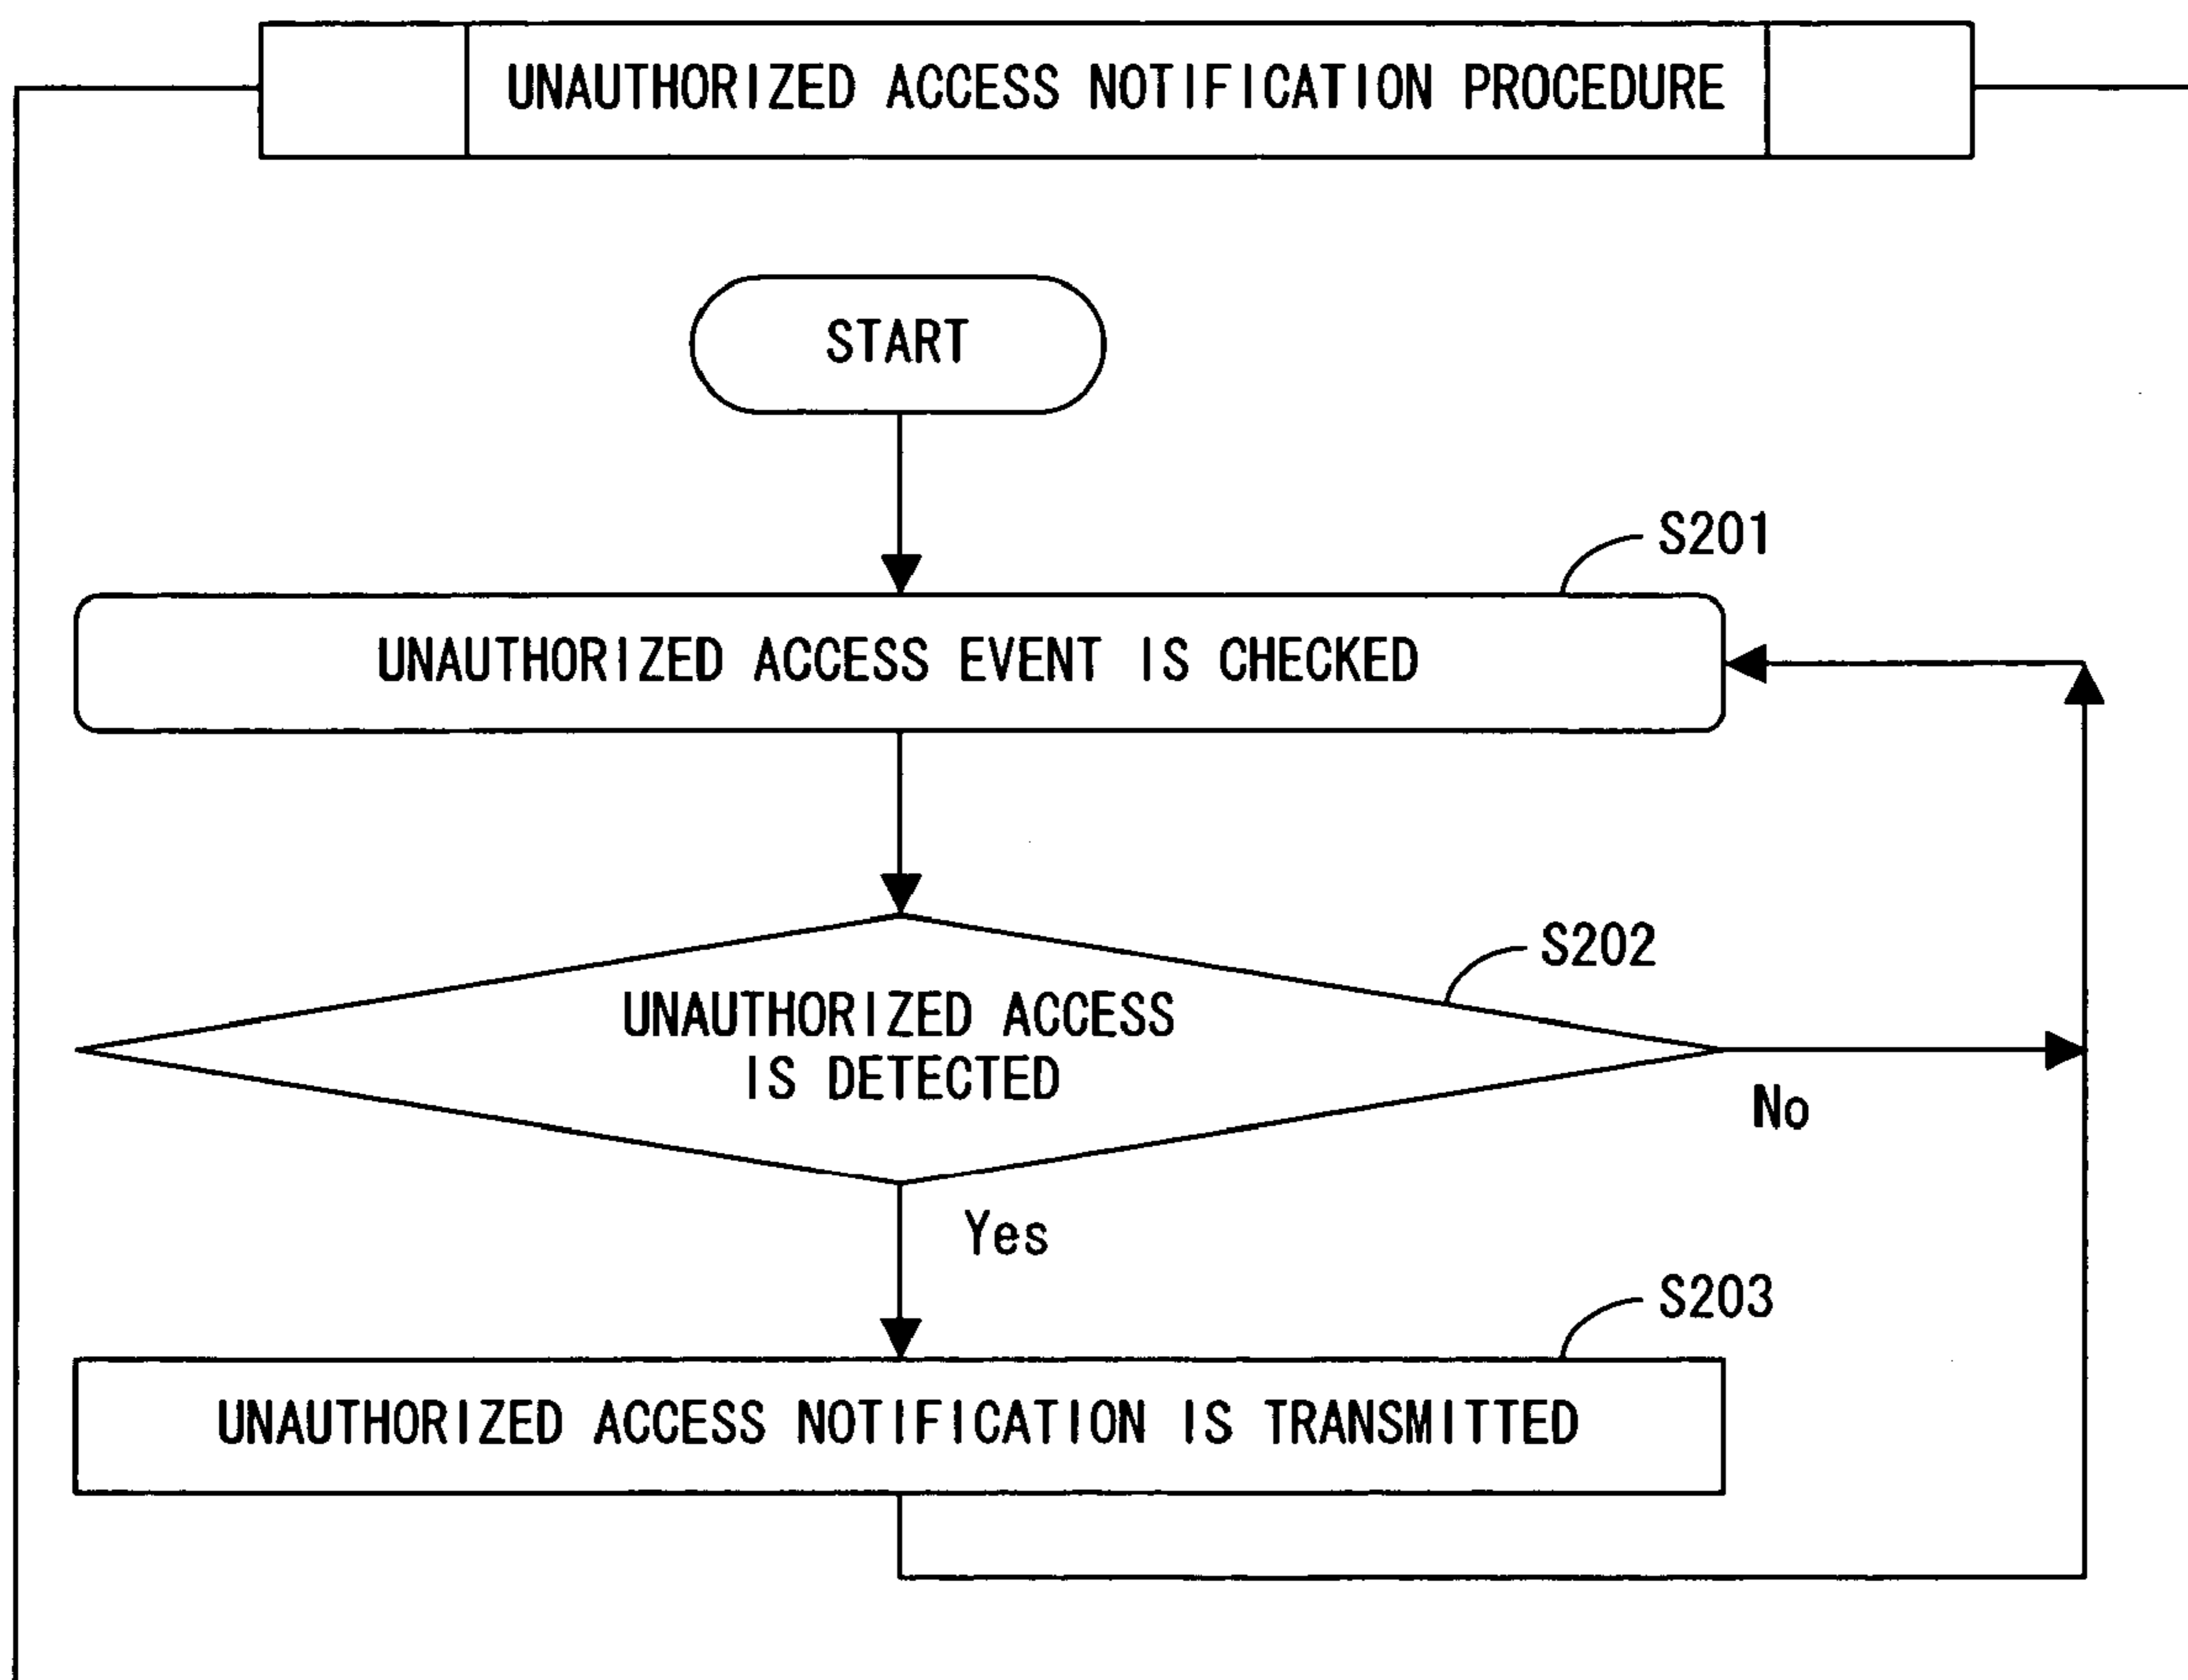 UNAUTHORIZED ACCESS NOTIFICATION PROCEDURE
START
S201
UNAUTHORIZED ACCESS EVENT IS CHECKED
S202
UNAUTHORIZED ACCESS
IS DETECTED
No
Yes
S203
UNAUTHORIZED ACCESS NOTIFICATION IS TRANSMITTED